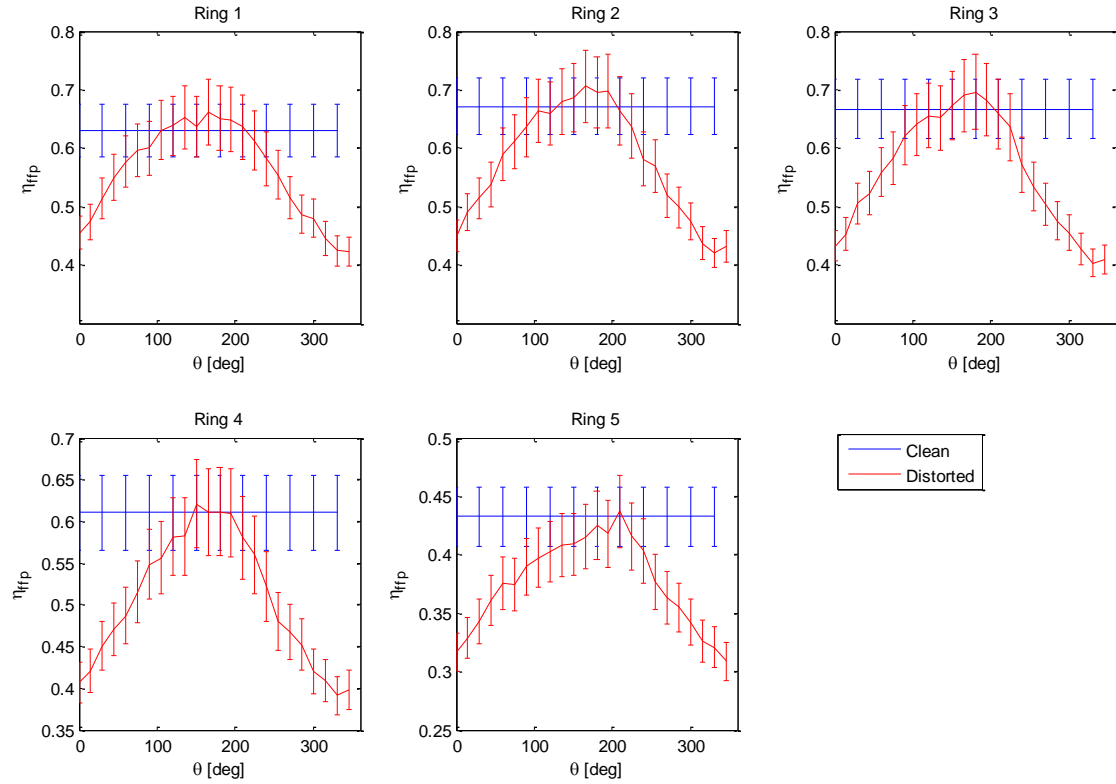 Ring 1
0.8
0.7
0.6
0.5
0.4
η_ffp
0 100 200 300
θ [deg]
Ring 2
0.8
0.7
0.6
0.5
0.4
η_ffp
0 100 200 300
θ [deg]
Ring 3
0.8
0.7
0.6
0.5
0.4
η_ffp
0 100 200 300
θ [deg]
Ring 4
0.7
0.65
0.6
0.55
0.5
0.45
0.4
0.35
η_ffp
0 100 200 300
θ [deg]
Ring 5
0.5
0.45
0.4
0.35
0.3
0.25
η_ffp
0 100 200 300
θ [deg]
Clean
Distorted